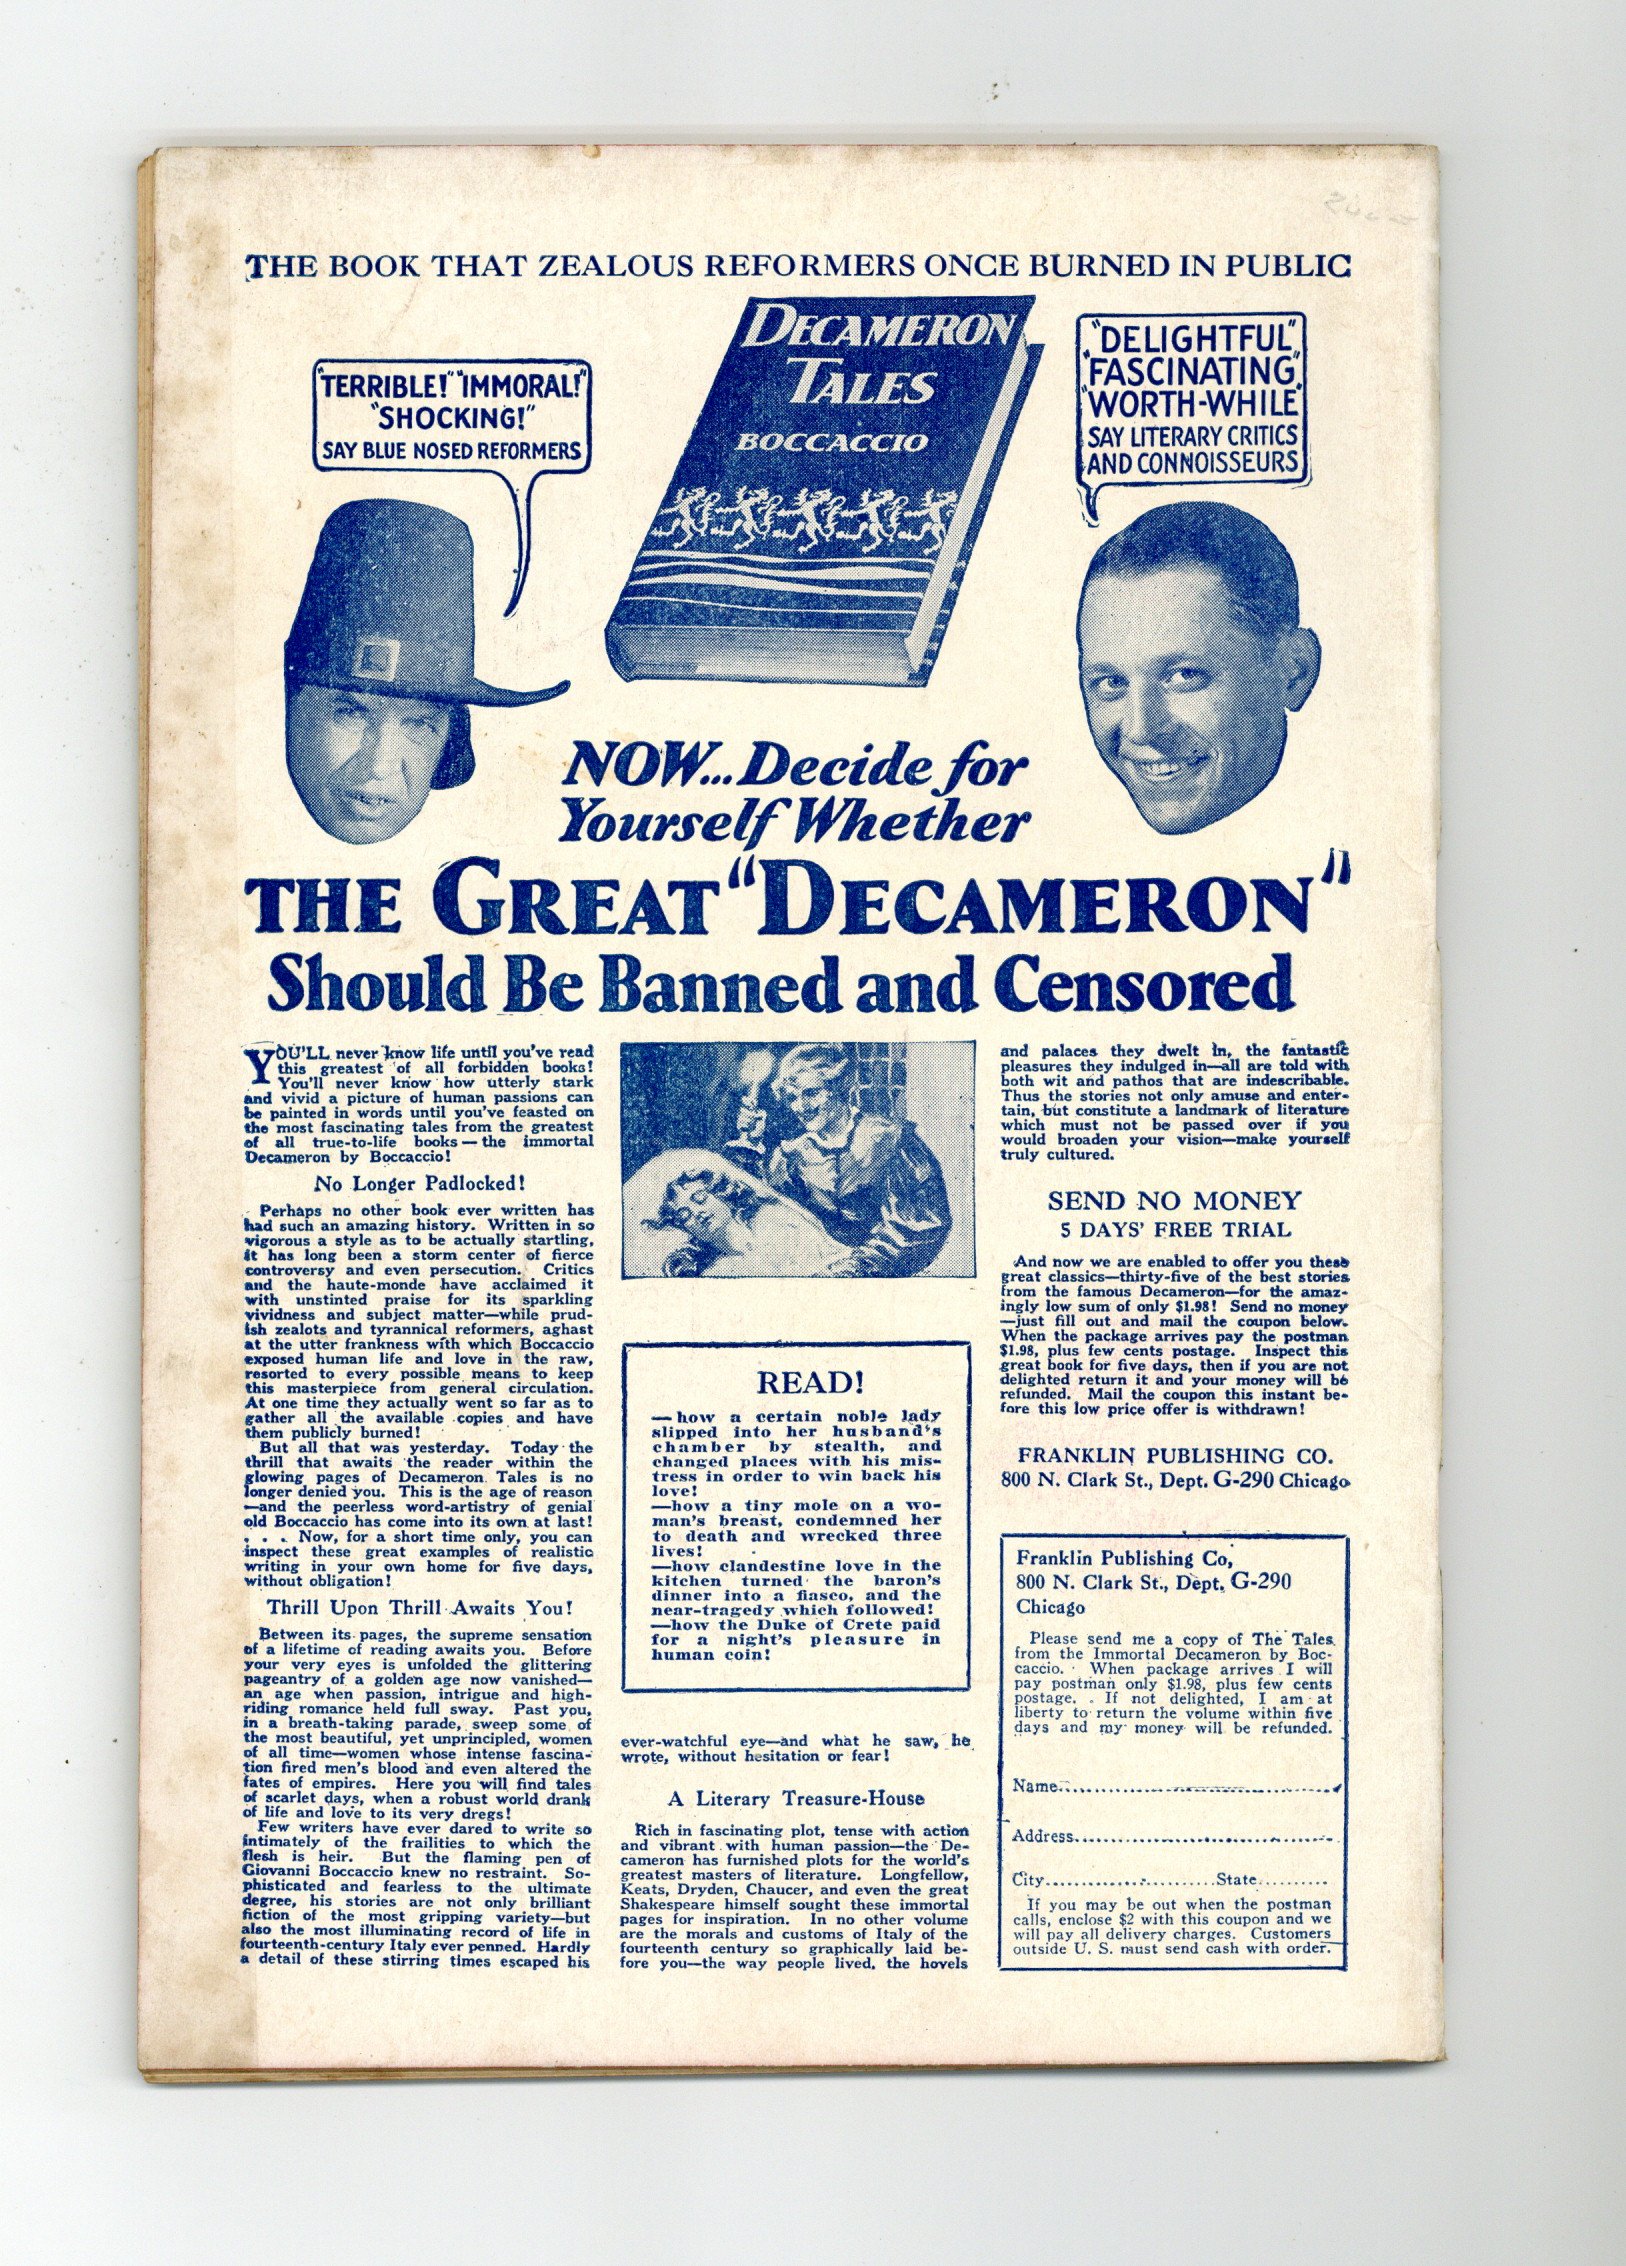 THE BOOK THAT ZEALOUS REFORMERS ONCE BURNED IN PUBLIC
"TERRIBLE!" "IMMORAL!"
"SHOCKING!"
SAY BLUE NOSED REFORMERS
DECAMERON
TALES
BOCCACCIO
"DELIGHTFUL"
"FASCINATING"
"WORTH-WHILE"
SAY LITERARY CRITICS
AND CONNOISSEURS
NOW...Decide for
Yourself Whether
THE GREAT "DECAMERON"
Should Be Banned and Censored
YOU'LL never know life until you've read
this greatest of all forbidden books!
You'll never know how utterly stark
and vivid a picture of human passions can
be painted in words until you've feasted on
the most fascinating tales from the greatest
of all true-to-life books—the immortal
Decameron by Boccaccio!
No Longer Padlocked!
Perhaps no other book ever written has
had such an amazing history. Written in so
vigorous a style as to be actually startling,
it has long been a storm center of fierce
controversy and even persecution. Critics
and the haute-monde have acclaimed it
with unstinted praise for its sparkling
vividness and subject matter—while prud-
ish zealots and tyrannical reformers, aghast
at the utter frankness with which Boccaccio
exposed human life and love in the raw,
resorted to every possible means to keep
this masterpiece from general circulation.
At one time they actually went so far as to
gather all the available copies and have
them publicly burned!
But all that was yesterday. Today the
thrill that awaits the reader within the
glowing pages of Decameron Tales is no
longer denied you. This is the age of reason
—and the peerless word-artistry of genial
old Boccaccio has come into its own at last!
. . . Now, for a short time only, you can
inspect these great examples of realistic
writing in your own home for five days,
without obligation!
Thrill Upon Thrill Awaits You!
Between its pages, the supreme sensation
of a lifetime of reading awaits you. Before
your very eyes is unfolded the glittering
pageantry of a golden age now vanished—
an age when passion, intrigue and high-
riding romance held full sway. Past you,
in a breath-taking parade, sweep some of
the most beautiful, yet unprincipled, women
of all time—women whose intense fascina-
tion fired men's blood and even altered the
fates of empires. Here you will find tales
of scarlet days, when a robust world drank
of life and love to its very dregs!
Few writers have ever dared to write so
intimately of the frailities to which the
flesh is heir. But the flaming pen of
Giovanni Boccaccio knew no restraint. So-
phisticated and fearless to the ultimate
degree, his stories are not only brilliant
fiction of the most gripping variety—but
also the most illuminating record of life in
fourteenth-century Italy ever penned. Hardly
a detail of these stirring times escaped his
READ!
—how a certain noble lady
slipped into her husband's
chamber by stealth, and
changed places with his mis-
tress in order to win back his
love!
—how a tiny mole on a wo-
man's breast, condemned her
to death and wrecked three
lives!
—how clandestine love in the
kitchen turned the baron's
dinner into a fiasco, and the
near-tragedy which followed!
—how the Duke of Crete paid
for a night's pleasure in
human coin!
ever-watchful eye—and what he saw, he
wrote, without hesitation or fear!
A Literary Treasure-House
Rich in fascinating plot, tense with action
and vibrant with human passion—the De-
cameron has furnished plots for the world's
greatest masters of literature. Longfellow,
Keats, Dryden, Chaucer, and even the great
Shakespeare himself sought these immortal
pages for inspiration. In no other volume
are the morals and customs of Italy of the
fourteenth century so graphically laid be-
fore you—the way people lived, the hovels
and palaces they dwelt in, the fantastic
pleasures they indulged in—all are told with
both wit and pathos that are indescribable.
Thus the stories not only amuse and enter-
tain, but constitute a landmark of literature
which must not be passed over if you
would broaden your vision—make yourself
truly cultured.
SEND NO MONEY
5 DAYS' FREE TRIAL
And now we are enabled to offer you these
great classics—thirty-five of the best stories
from the famous Decameron—for the amaz-
ingly low sum of only $1.98! Send no money
—just fill out and mail the coupon below.
When the package arrives pay the postman
$1.98, plus few cents postage. Inspect this
great book for five days, then if you are not
delighted return it and your money will be
refunded. Mail the coupon this instant be-
fore this low price offer is withdrawn!
FRANKLIN PUBLISHING CO.
800 N. Clark St., Dept. G-290 Chicago
Franklin Publishing Co,
800 N. Clark St., Dept. G-290
Chicago
Please send me a copy of The Tales
from the Immortal Decameron by Boc-
caccio. When package arrives I will
pay postman only $1.98, plus few cents
postage. If not delighted, I am at
liberty to return the volume within five
days and my money will be refunded.
Name
Address
City State
If you may be out when the postman
calls, enclose $2 with this coupon and we
will pay all delivery charges. Customers
outside U. S. must send cash with order.